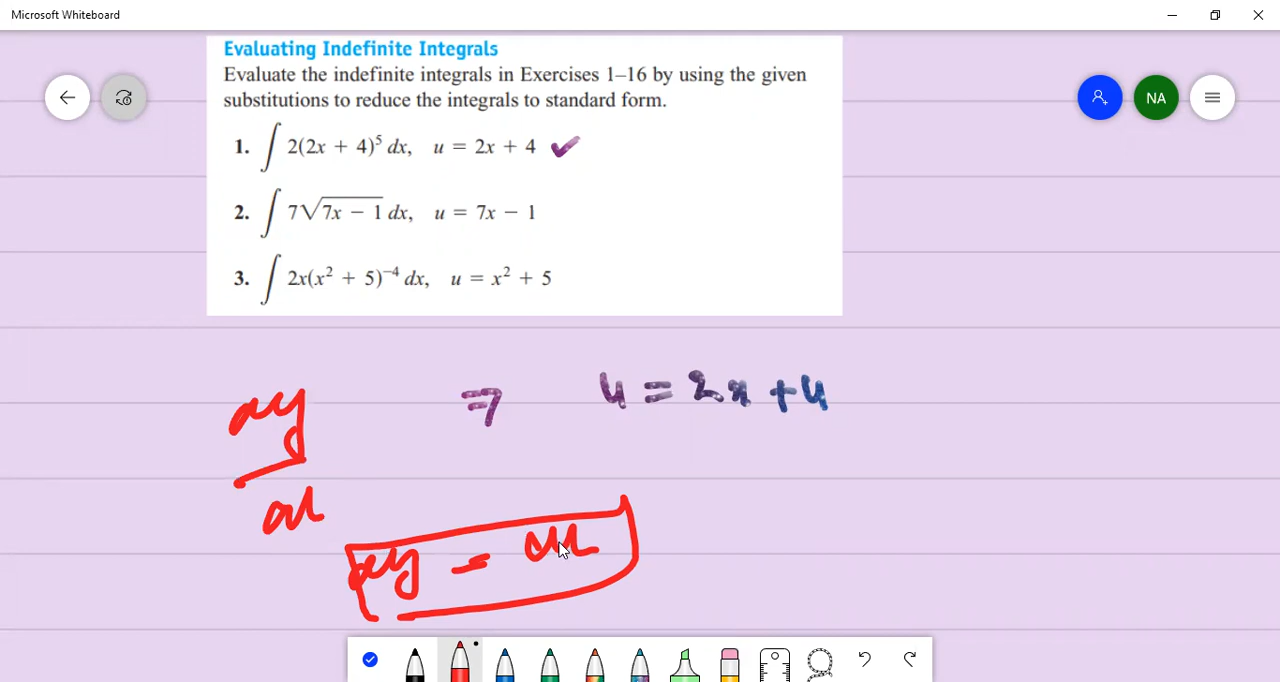 Microsoft Whiteboard
Evaluating Indefinite Integrals
Evaluate the indefinite integrals in Exercises 1–16 by using the given
substitutions to reduce the integrals to standard form.
1. ∫ 2(2x + 4)⁵ dx, u = 2x + 4
2. ∫ 7√(7x − 1) dx, u = 7x − 1
3. ∫ 2x(x² + 5)⁻⁴ dx, u = x² + 5
NA
⇒ u = 2x + 4